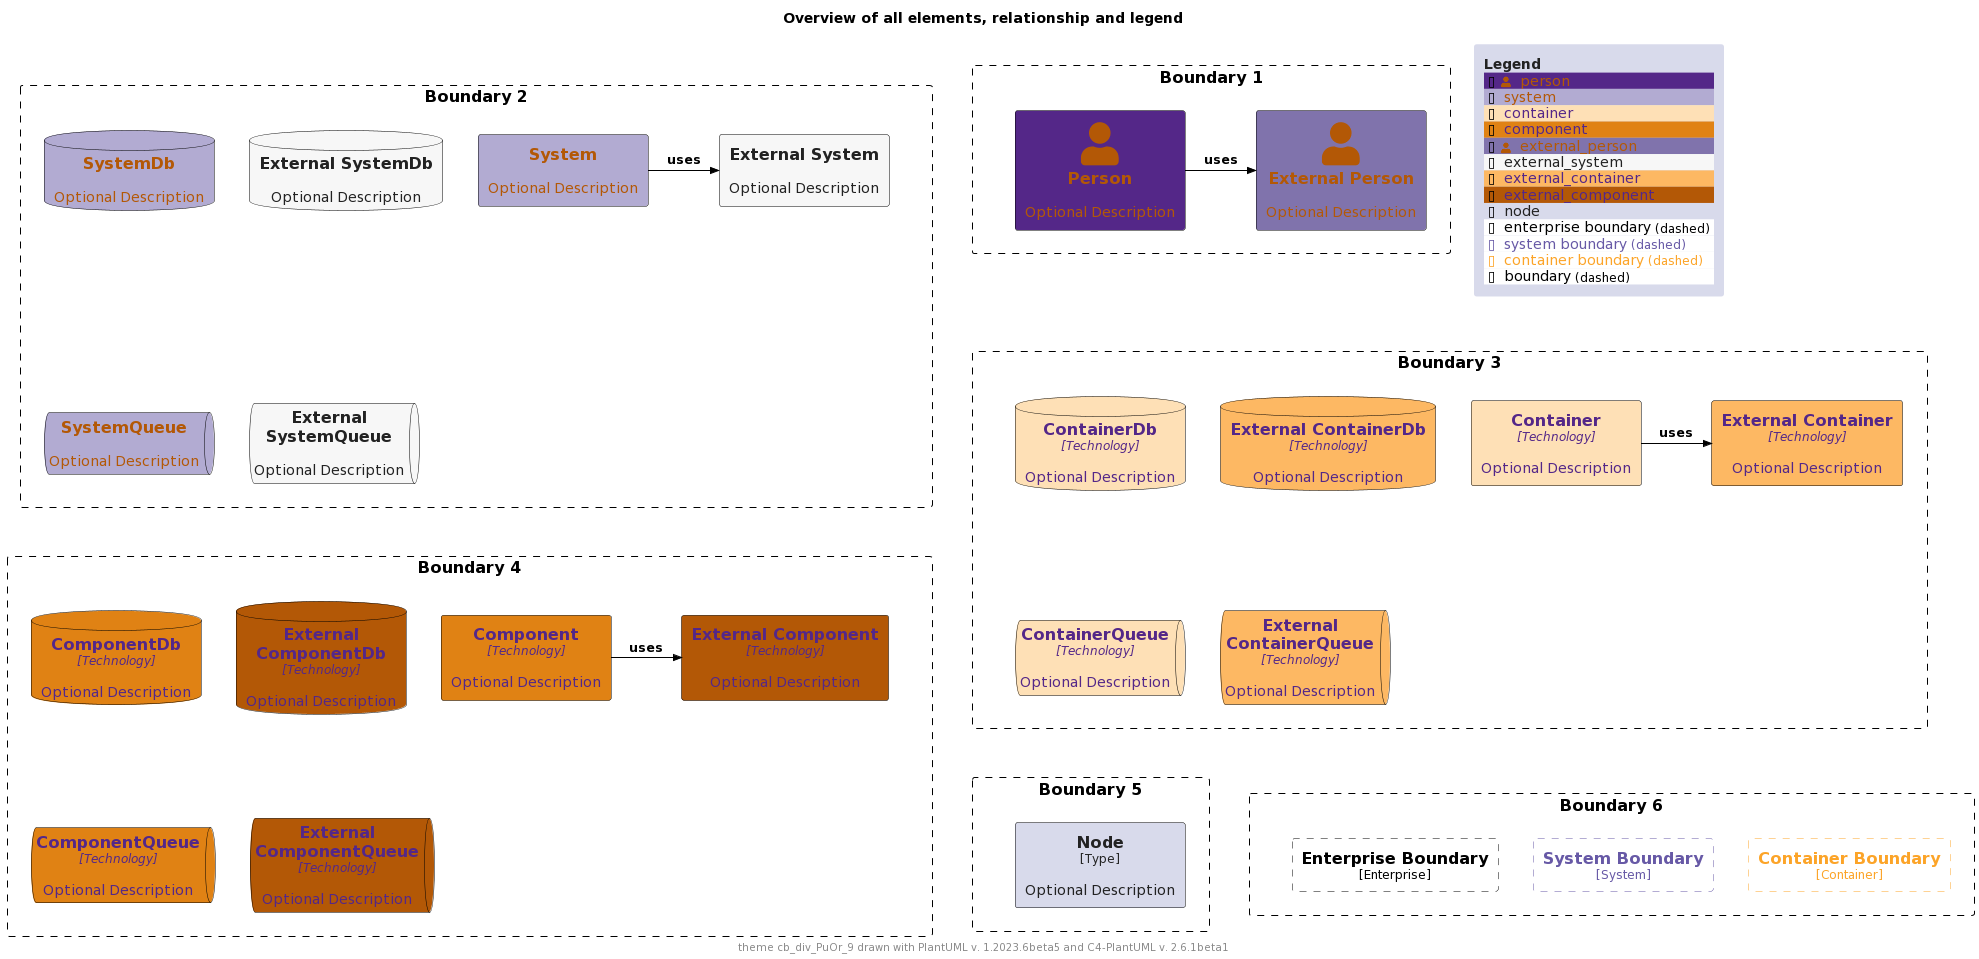 Overview of all elements, relationship and legend
Boundary 2
SystemDb
Optional Description
External SystemDb
Optional Description
System
Optional Description
uses
External System
Optional Description
SystemQueue
Optional Description
External
SystemQueue
Optional Description
Boundary 1
Person
Optional Description
uses
External Person
Optional Description
Legend
person
system
container
component
external_person
external_system
external_container
external_component
node
enterprise boundary (dashed)
system boundary (dashed)
container boundary (dashed)
boundary (dashed)
Boundary 3
ContainerDb
[Technology]
Optional Description
External ContainerDb
[Technology]
Optional Description
Container
[Technology]
Optional Description
uses
External Container
[Technology]
Optional Description
ContainerQueue
[Technology]
Optional Description
External
ContainerQueue
[Technology]
Optional Description
Boundary 4
ComponentDb
[Technology]
Optional Description
External
ComponentDb
[Technology]
Optional Description
Component
[Technology]
Optional Description
uses
External Component
[Technology]
Optional Description
ComponentQueue
[Technology]
Optional Description
External
ComponentQueue
[Technology]
Optional Description
Boundary 5
Node
[Type]
Optional Description
Boundary 6
Enterprise Boundary
[Enterprise]
System Boundary
[System]
Container Boundary
[Container]
theme cb_div_PuOr_9 drawn with PlantUML v. 1.2023.6beta5 and C4-PlantUML v. 2.6.1beta1